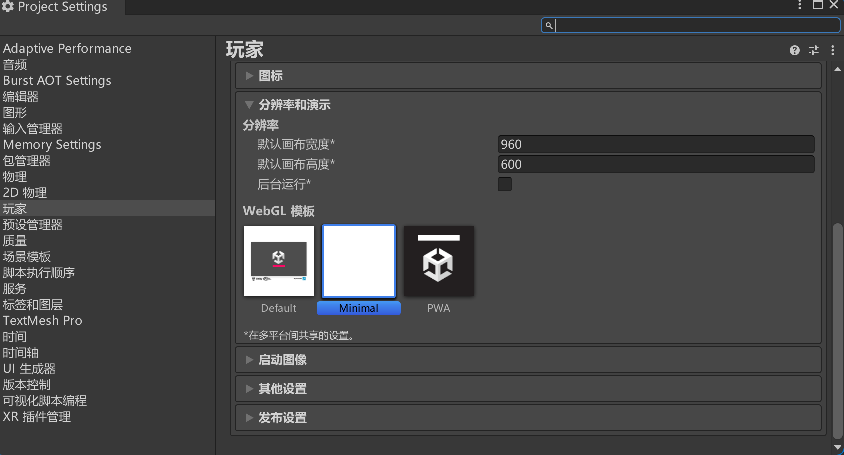 Project Settings
Adaptive Performance
音频
Burst AOT Settings
编辑器
图形
输入管理器
Memory Settings
包管理器
物理
2D 物理
玩家
预设管理器
质量
场景模板
脚本执行顺序
服务
标签和图层
TextMesh Pro
时间
时间轴
UI 生成器
版本控制
可视化脚本编程
XR 插件管理
玩家
图标
分辨率和演示
分辨率
默认画布宽度* 960
默认画布高度* 600
后台运行*
WebGL 模板
Default Minimal PWA
*在多平台间共享的设置。
启动图像
其他设置
发布设置